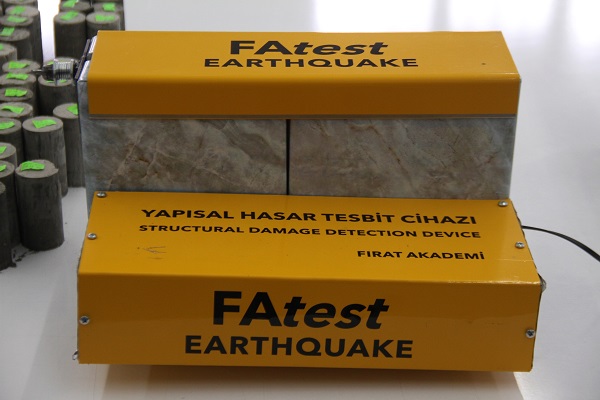 FAtest
EARTHQUAKE
YAPISAL HASAR TESBİT CİHAZI
STRUCTURAL DAMAGE DETECTION DEVICE
FIRAT AKADEMİ
FAtest
EARTHQUAKE